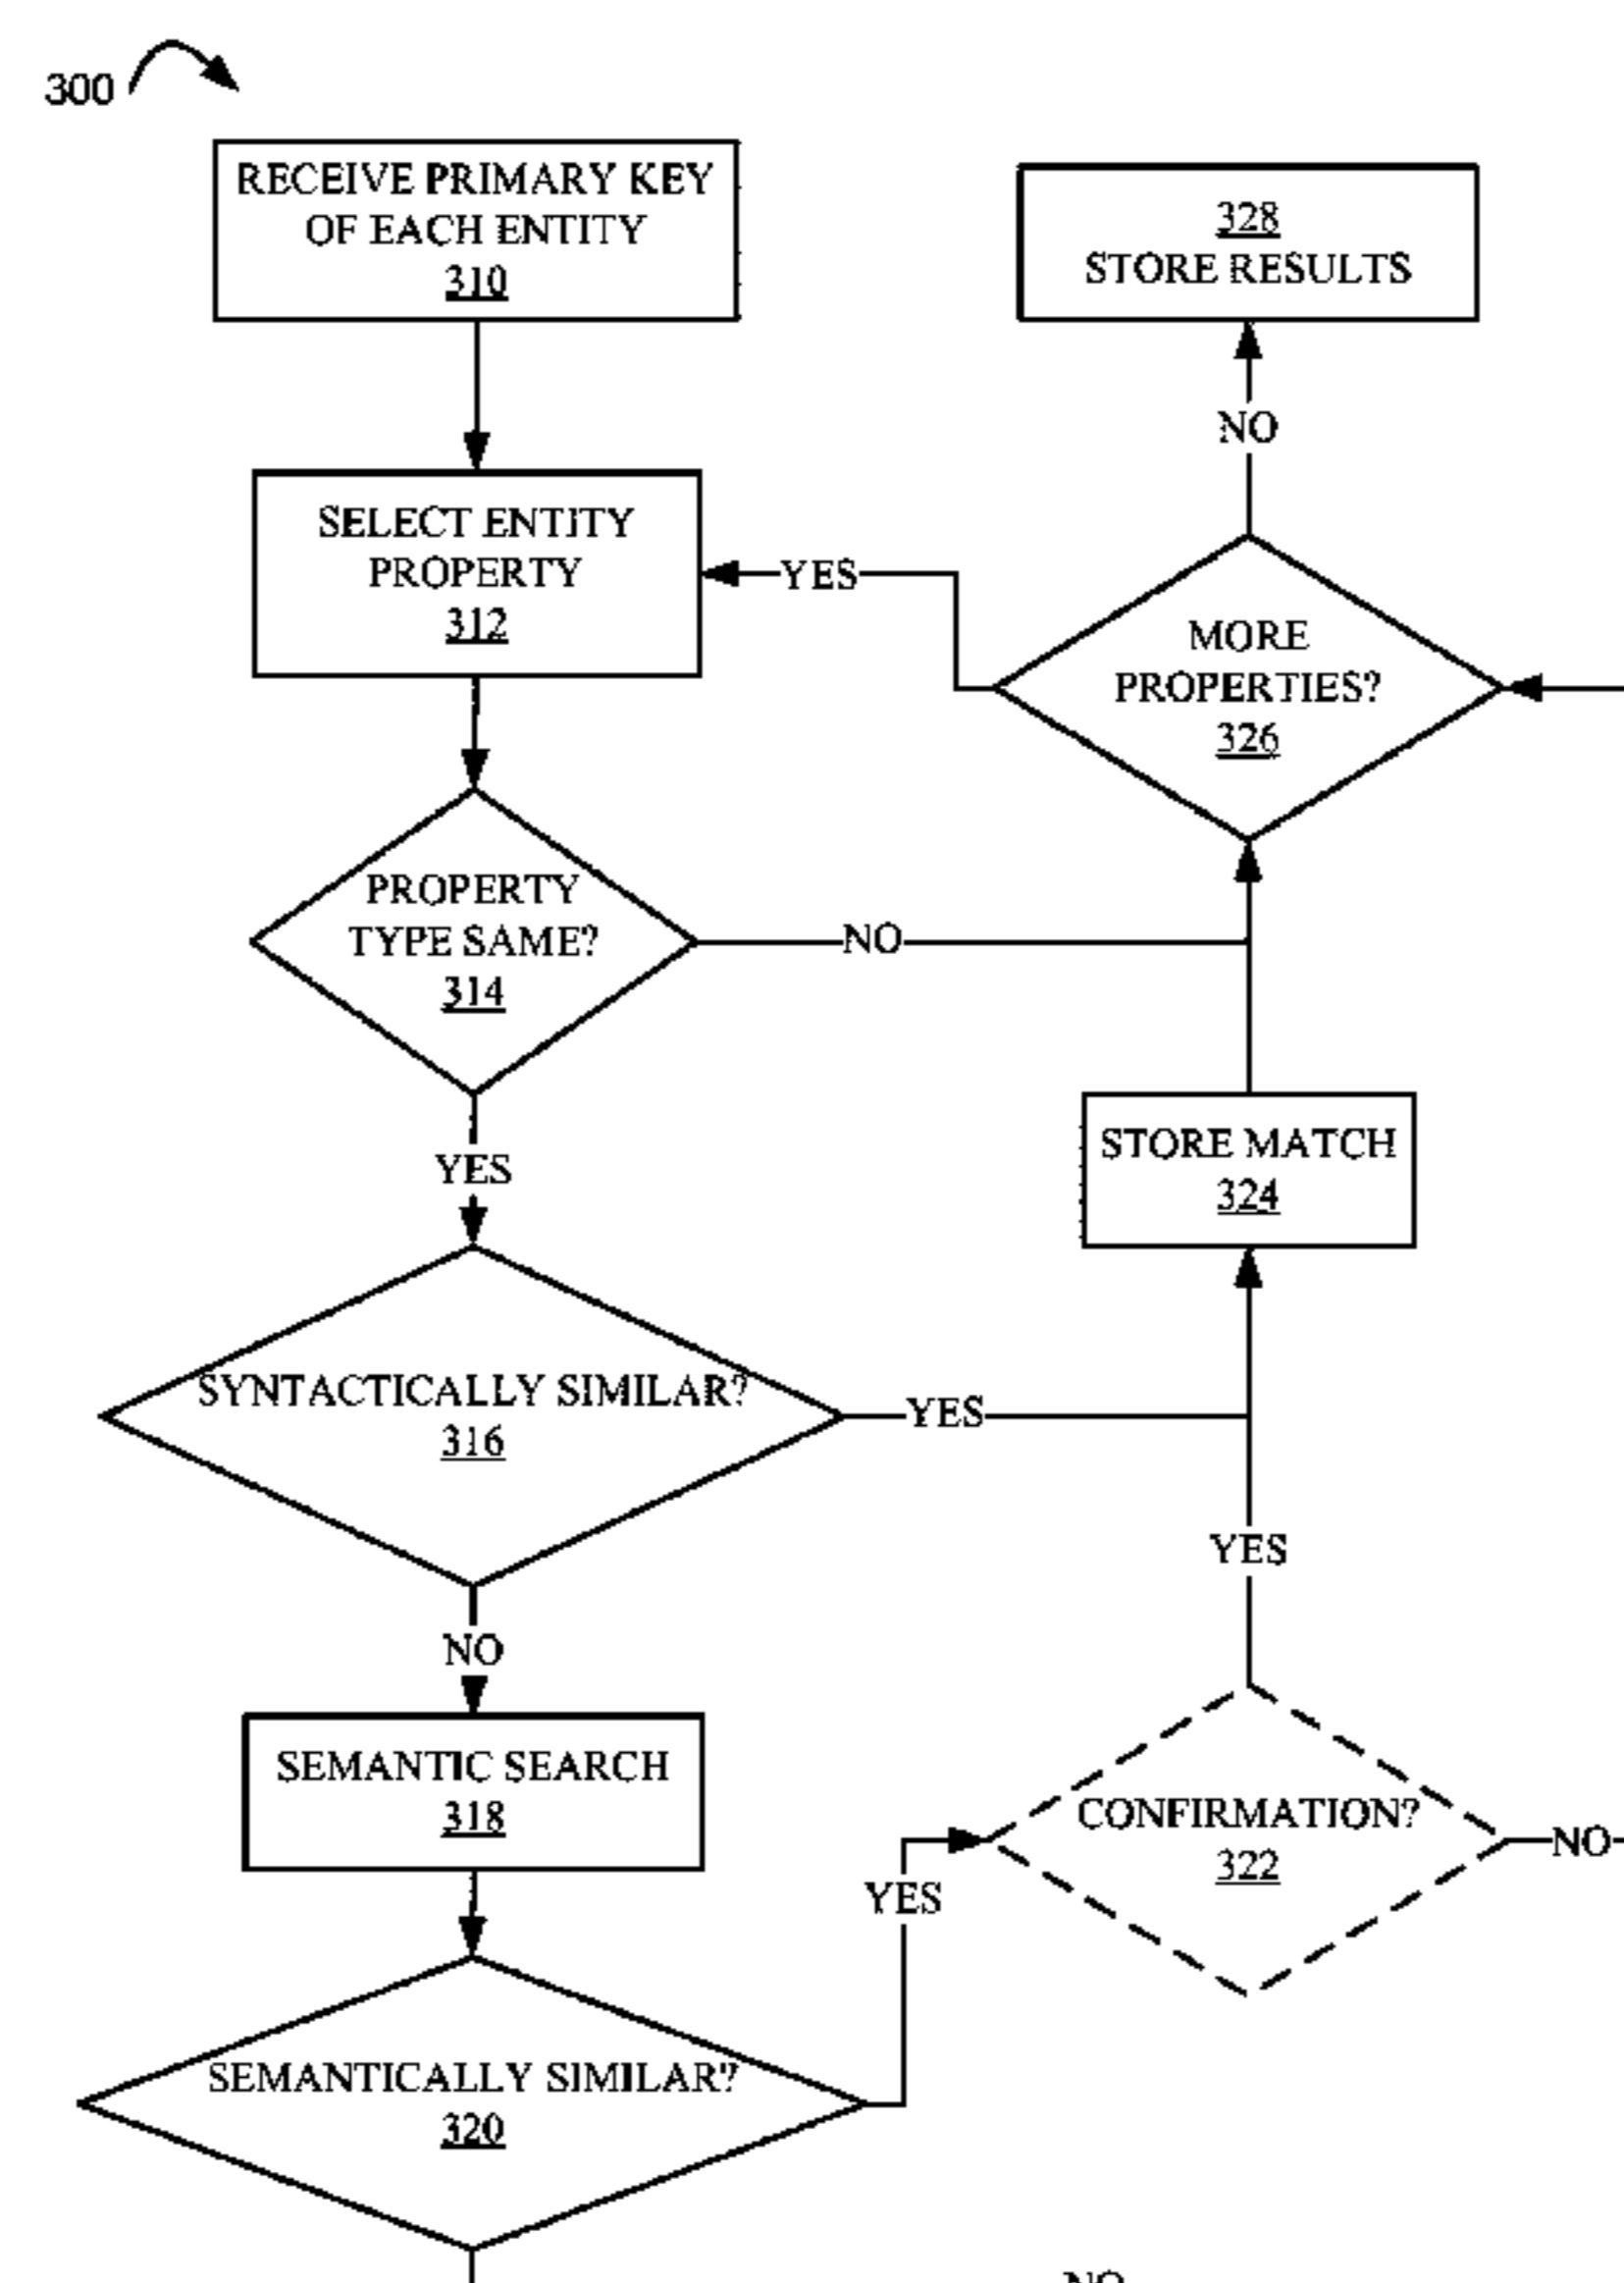 300
RECEIVE PRIMARY KEY
OF EACH ENTITY
310
328
STORE RESULTS
NO
SELECT ENTITY
PROPERTY
312
YES
MORE
PROPERTIES?
326
PROPERTY
TYPE SAME?
314
NO
YES
STORE MATCH
324
SYNTACTICALLY SIMILAR?
316
YES
YES
NO
SEMANTIC SEARCH
318
CONFIRMATION?
322
NO
YES
SEMANTICALLY SIMILAR?
320
NO